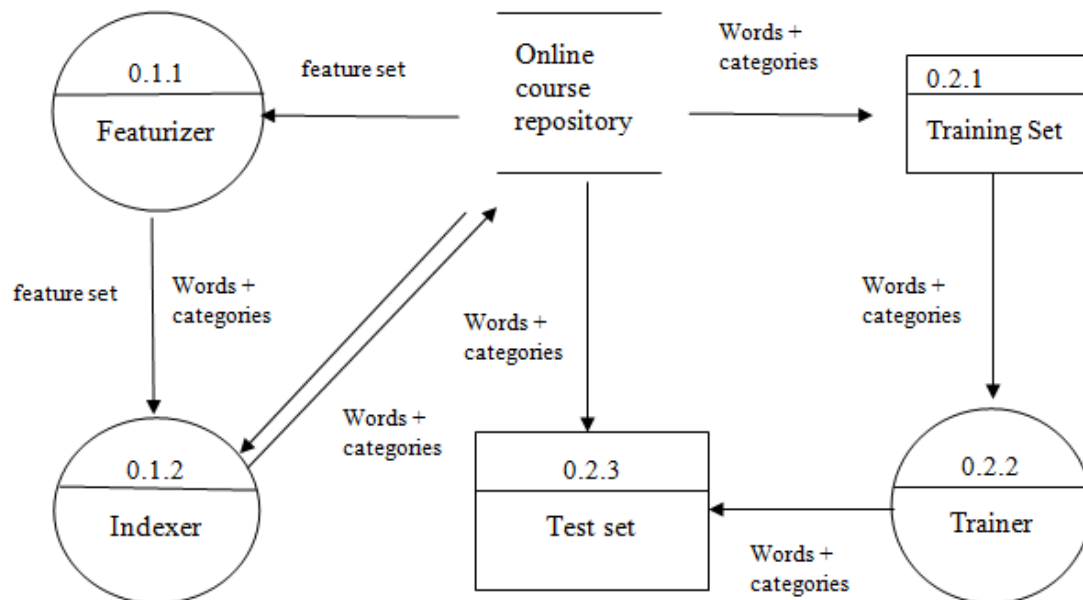 0.1.1
Featurizer
feature set
Online
course
repository
Words +
categories
0.2.1
Training Set
feature set
Words +
categories
Words +
categories
Words +
categories
Words +
categories
0.1.2
Indexer
0.2.3
Test set
0.2.2
Trainer
Words +
categories